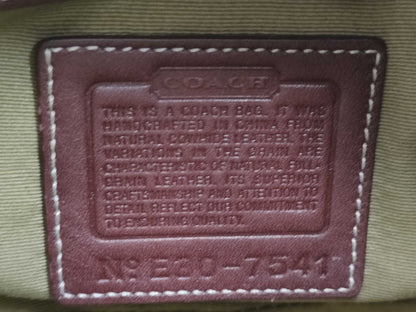 COACH
THIS IS A COACH BAG. IT WAS
HANDCRAFTED IN CHINA FROM
NATURAL COACH LEATHER. THE
VARIATIONS IN THE GRAIN ARE
CHARACTERISTIC OF NATURAL FULL
GRAIN LEATHER. ITS SUPERIOR
CRAFTSMANSHIP AND ATTENTION TO
DETAIL REFLECT OUR COMMITMENT
TO ENDURING QUALITY.
Nº E30-7541